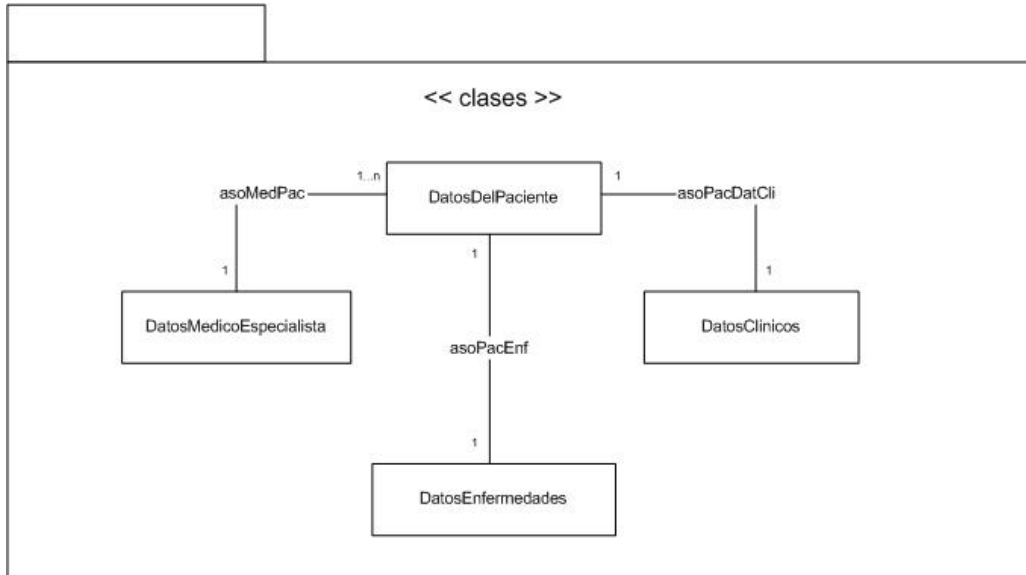 << clases >>
1...n
1
asoMedPac
DatosDelPaciente
asoPacDatCli
1
1
1
DatosMedicoEspecialista
DatosClinicos
asoPacEnf
1
DatosEnfermedades